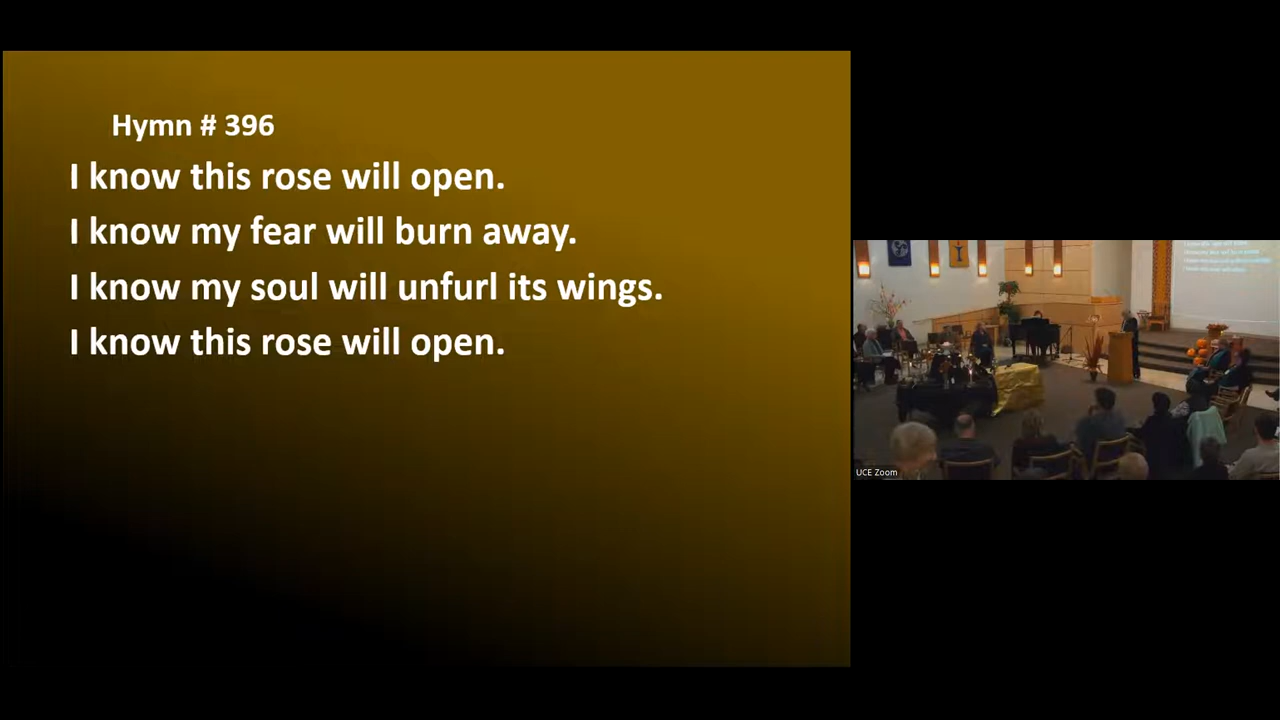 Hymn # 396
I know this rose will open.
I know my fear will burn away.
I know my soul will unfurl its wings.
I know this rose will open.
UCE Zoom